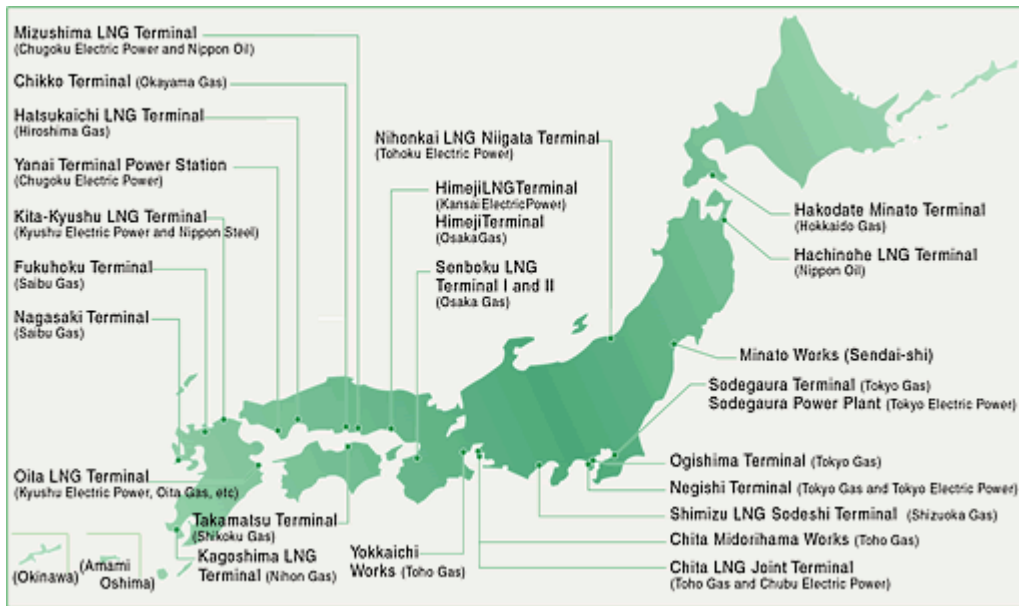 Mizushima LNG Terminal
(Chugoku Electric Power and Nippon Oil)
Chikko Terminal (Okayama Gas)
Hatsukaichi LNG Terminal
(Hiroshima Gas)
Yanai Terminal Power Station
(Chugoku Electric Power)
Kita-Kyushu LNG Terminal
(Kyushu Electric Power and Nippon Steel)
Fukuhoku Terminal
(Saibu Gas)
Nagasaki Terminal
(Saibu Gas)
Oita LNG Terminal
(Kyushu Electric Power, Oita Gas, etc)
Takamatsu Terminal
(Shikoku Gas)
Kagoshima LNG
Terminal (Nihon Gas)
(Okinawa)
(Amami
Oshima)
Nihonkai LNG Niigata Terminal
(Tohoku Electric Power)
HimejiLNGTerminal
(KansaiElectricPower)
HimejiTerminal
(OsakaGas)
Senboku LNG
Terminal I and II
(Osaka Gas)
Yokkaichi
Works (Toho Gas)
Hakodate Minato Terminal
(Hokkaido Gas)
Hachinohe LNG Terminal
(Nippon Oil)
Minato Works (Sendai-shi)
Sodegaura Terminal (Tokyo Gas)
Sodegaura Power Plant (Tokyo Electric Power)
Ogishima Terminal (Tokyo Gas)
Negishi Terminal (Tokyo Gas and Tokyo Electric Power)
Shimizu LNG Sodeshi Terminal (Shizuoka Gas)
Chita Midorihama Works (Toho Gas)
Chita LNG Joint Terminal
(Toho Gas and Chubu Electric Power)